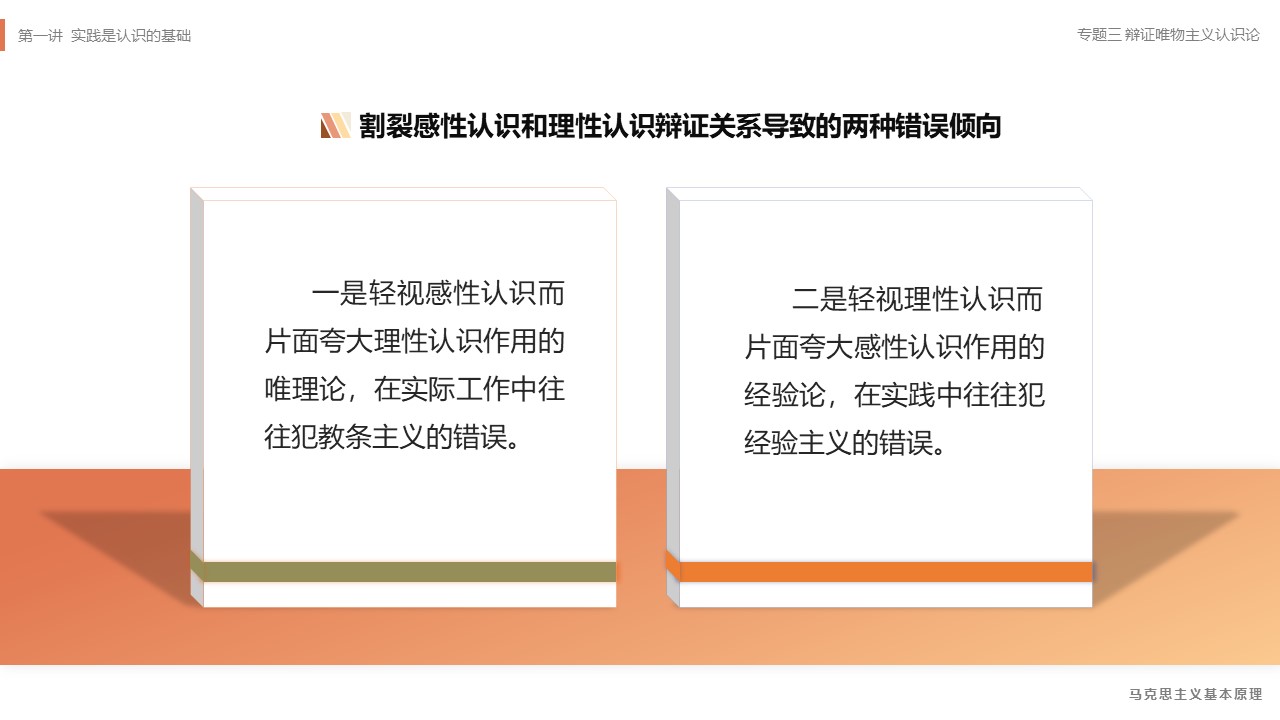 第一讲 实践是认识的基础
专题三 辩证唯物主义认识论
割裂感性认识和理性认识辩证关系导致的两种错误倾向
一是轻视感性认识而
片面夸大理性认识作用的
唯理论，在实际工作中往
往犯教条主义的错误。
二是轻视理性认识而
片面夸大感性认识作用的
经验论，在实践中往往犯
经验主义的错误。
马克思主义基本原理